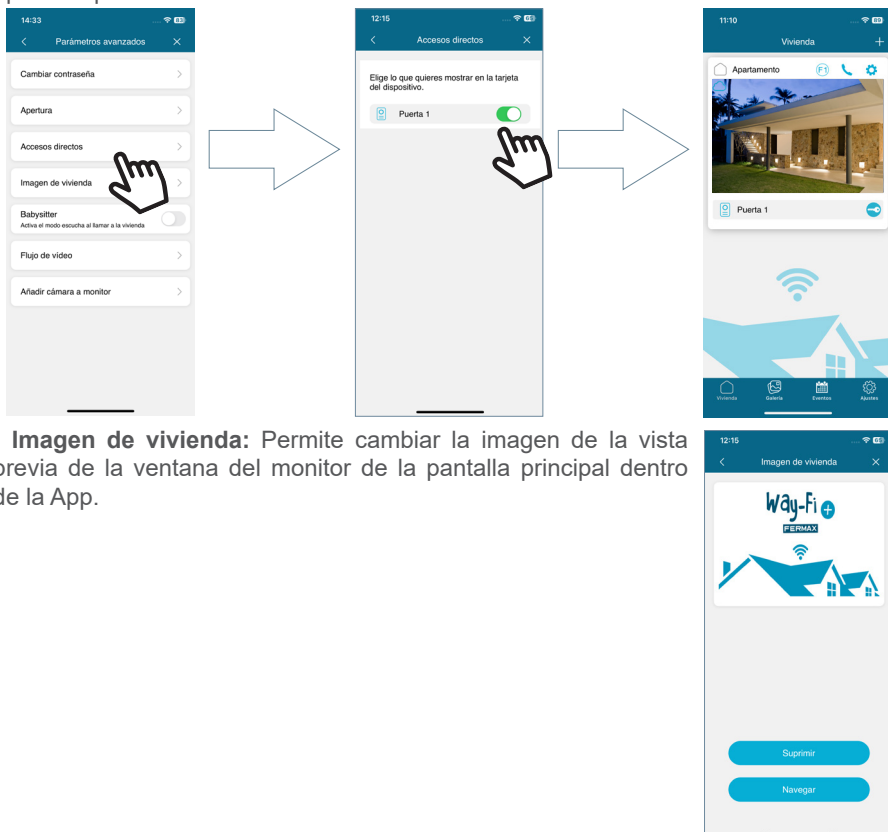 14:33
83
Parámetros avanzados
Cambiar contraseña
Apertura
Accesos directos
Imagen de vivienda
Babysitter
Activa el modo escucha al llamar a la vivienda
Flujo de vídeo
Añadir cámara a monitor
12:15
Accesos directos
Elige lo que quieres mostrar en la tarjeta
del dispositivo.
Puerta 1
11:10
Vivienda
Apartamento
F1
Puerta 1
Vivienda
Galería
Eventos
Ajustes
Imagen de vivienda: Permite cambiar la imagen de la vista
previa de la ventana del monitor de la pantalla principal dentro
de la App.
12:15
Imagen de vivienda
Way-Fi +
FERMAX
Suprimir
Navegar